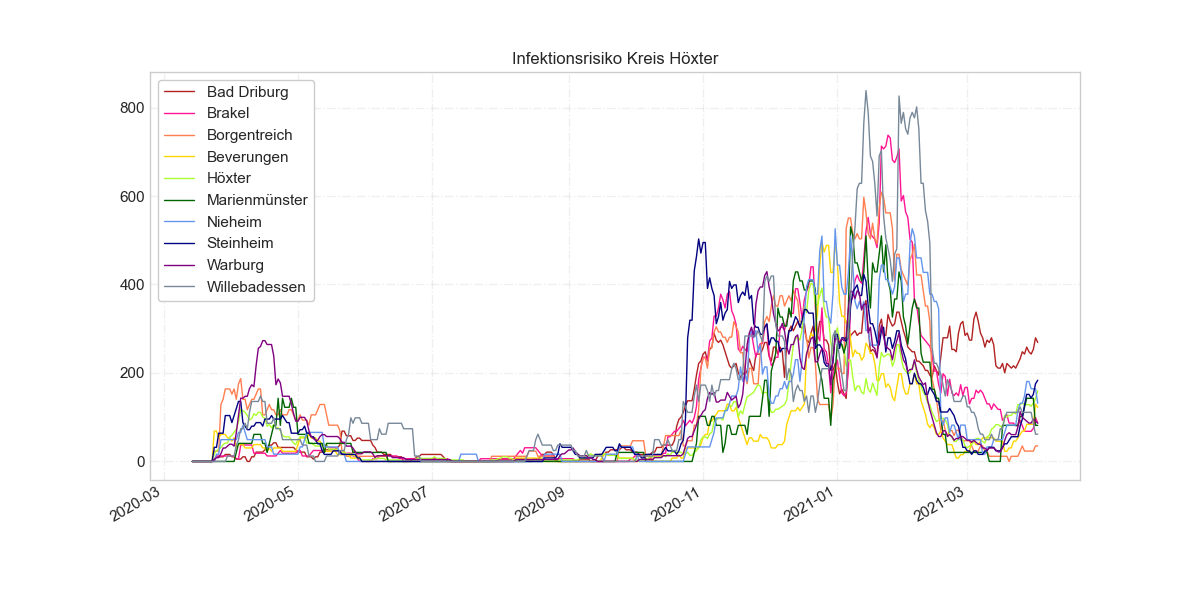 Infektionsrisiko Kreis Höxter
Bad Driburg
Brakel
Borgentreich
Beverungen
Höxter
Marienmünster
Nieheim
Steinheim
Warburg
Willebadessen
800
600
400
200
0
2020-03
2020-05
2020-07
2020-09
2020-11
2021-01
2021-03